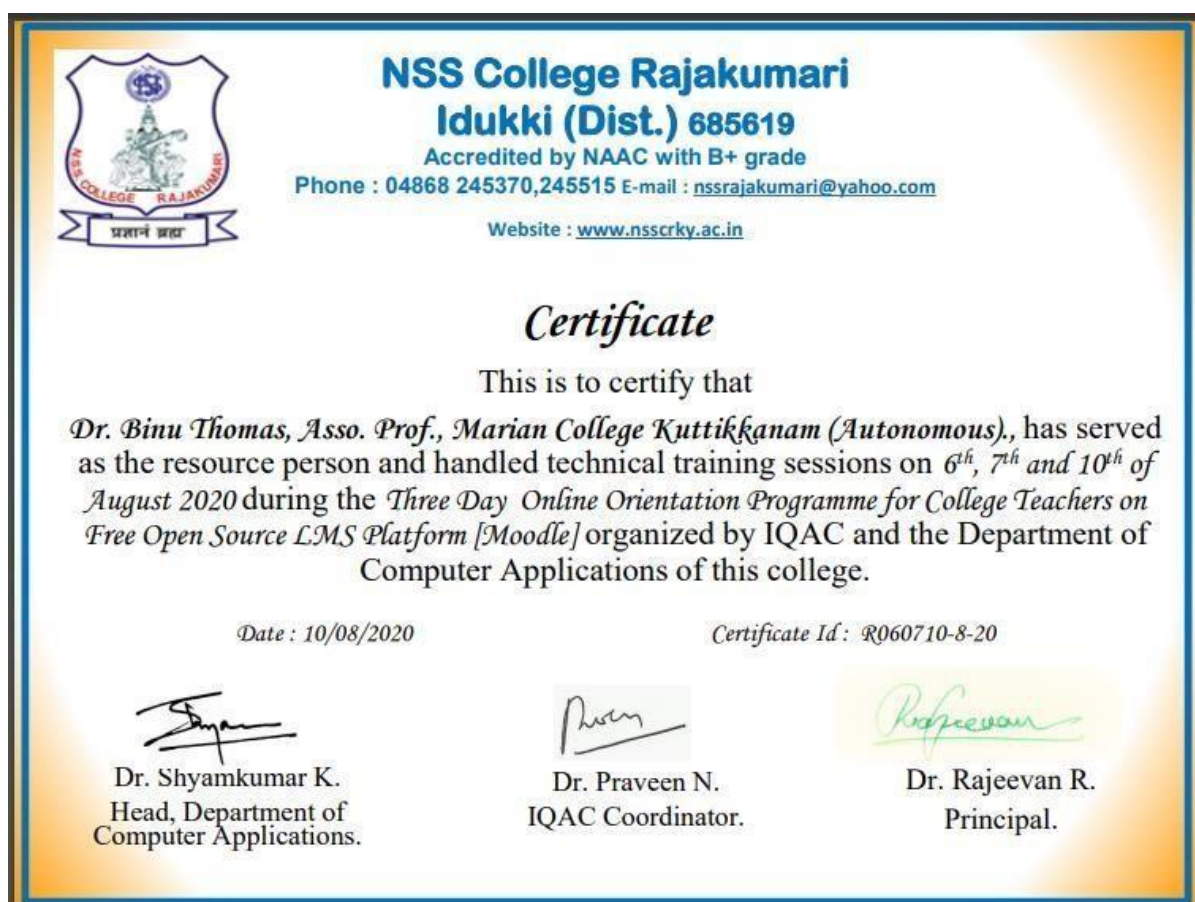 NSS College Rajakumari
Idukki (Dist.) 685619
Accredited by NAAC with B+ grade
Phone : 04868 245370,245515 E-mail : nssrajakumari@yahoo.com
Website : www.nsscrky.ac.in
NSS COLLEGE RAJAKUMARI
प्रज्ञानं ब्रह्म
Certificate
This is to certify that
Dr. Binu Thomas, Asso. Prof., Marian College Kuttikkanam (Autonomous)., has served
as the resource person and handled technical training sessions on 6th, 7th and 10th of
August 2020 during the Three Day Online Orientation Programme for College Teachers on
Free Open Source LMS Platform [Moodle] organized by IQAC and the Department of
Computer Applications of this college.
Date : 10/08/2020 Certificate Id : R060710-8-20
Dr. Shyamkumar K. Dr. Praveen N. Dr. Rajeevan R.
Head, Department of IQAC Coordinator. Principal.
Computer Applications.